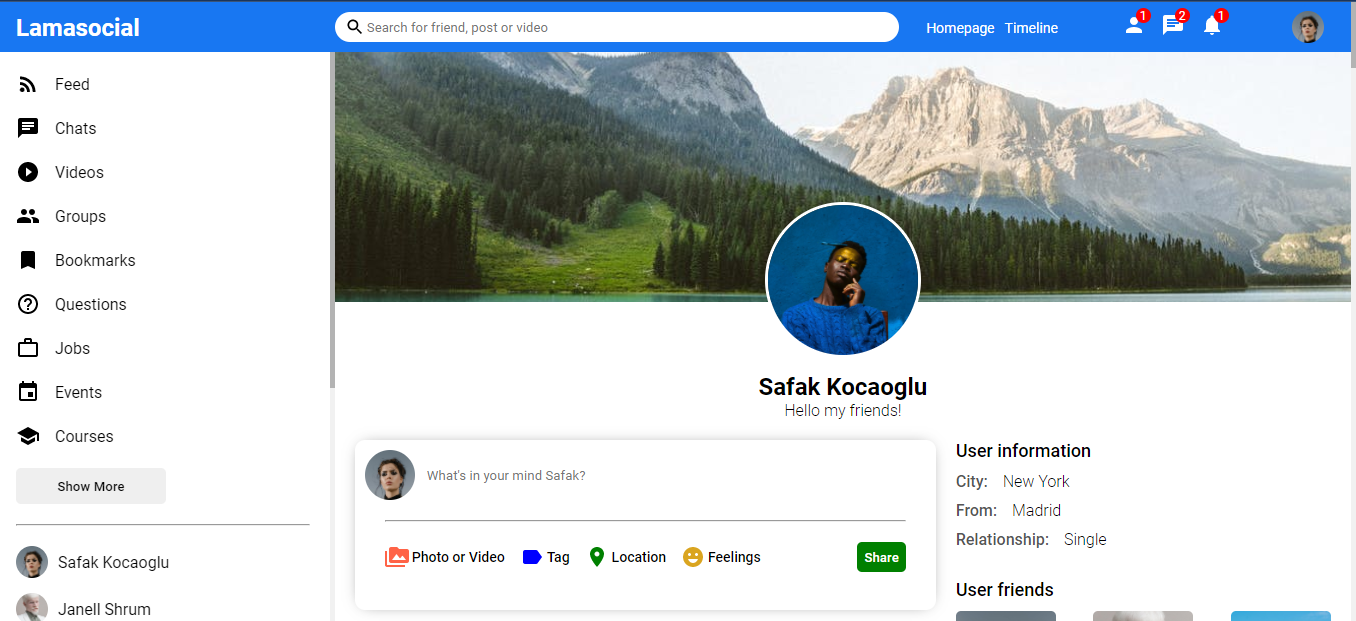 Lamasocial
Search for friend, post or video
Homepage Timeline
1
2
1
Feed
Chats
Videos
Groups
Bookmarks
Questions
Jobs
Events
Courses
Show More
Safak Kocaoglu
Janell Shrum
Safak Kocaoglu
Hello my friends!
What's in your mind Safak?
Photo or Video Tag Location Feelings Share
User information
City: New York
From: Madrid
Relationship: Single
User friends